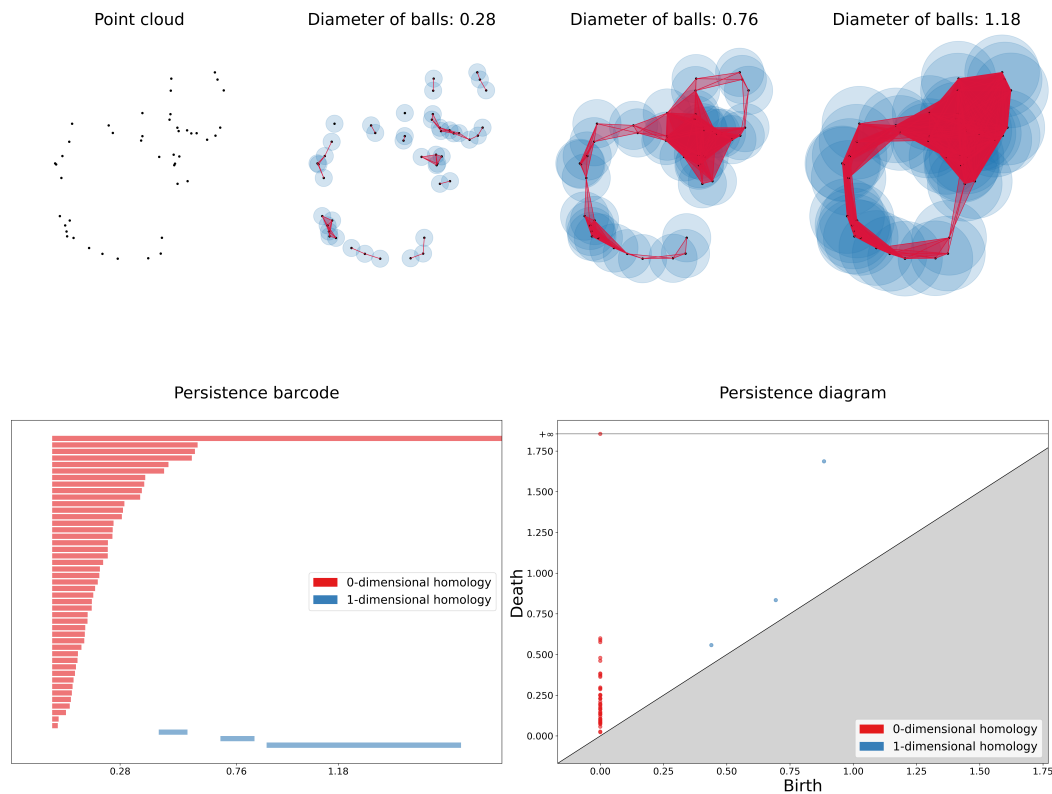 Point cloud
Diameter of balls: 0.28
Diameter of balls: 0.76
Diameter of balls: 1.18
Persistence barcode
0-dimensional homology
1-dimensional homology
0.28
0.76
1.18
Persistence diagram
Death
+∞
1.750
1.500
1.250
1.000
0.750
0.500
0.250
0.000
0-dimensional homology
1-dimensional homology
0.00
0.25
0.50
0.75
1.00
1.25
1.50
1.75
Birth